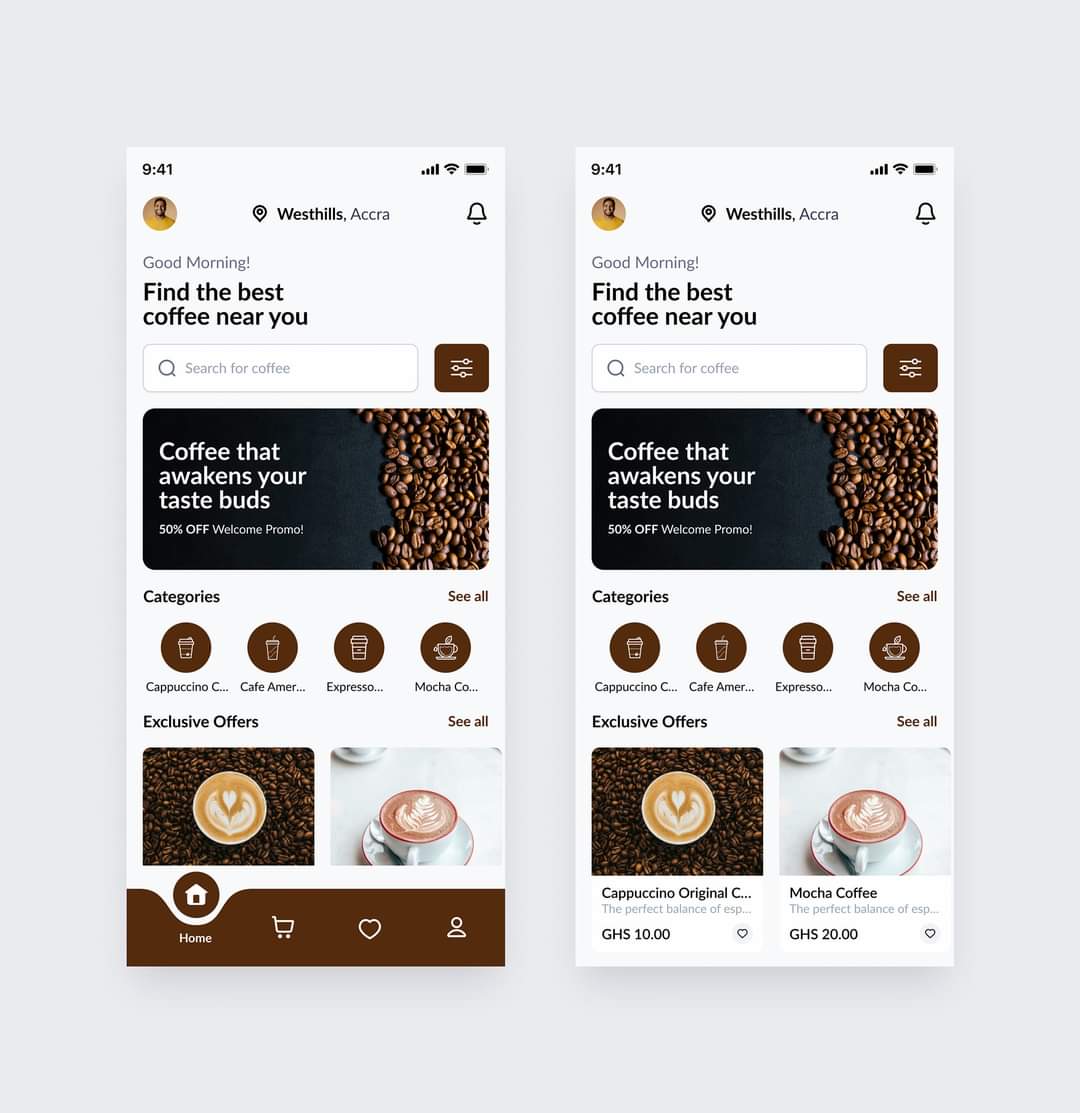 9:41
Westhills, Accra
Good Morning!
Find the best
coffee near you
Search for coffee
Coffee that
awakens your
taste buds
50% OFF Welcome Promo!
Categories
See all
Cappuccino C...
Cafe Amer...
Expresso...
Mocha Co...
Exclusive Offers
See all
Home
9:41
Westhills, Accra
Good Morning!
Find the best
coffee near you
Search for coffee
Coffee that
awakens your
taste buds
50% OFF Welcome Promo!
Categories
See all
Cappuccino C...
Cafe Amer...
Expresso...
Mocha Co...
Exclusive Offers
See all
Cappuccino Original C...
The perfect balance of esp...
GHS 10.00
Mocha Coffee
The perfect balance of esp...
GHS 20.00